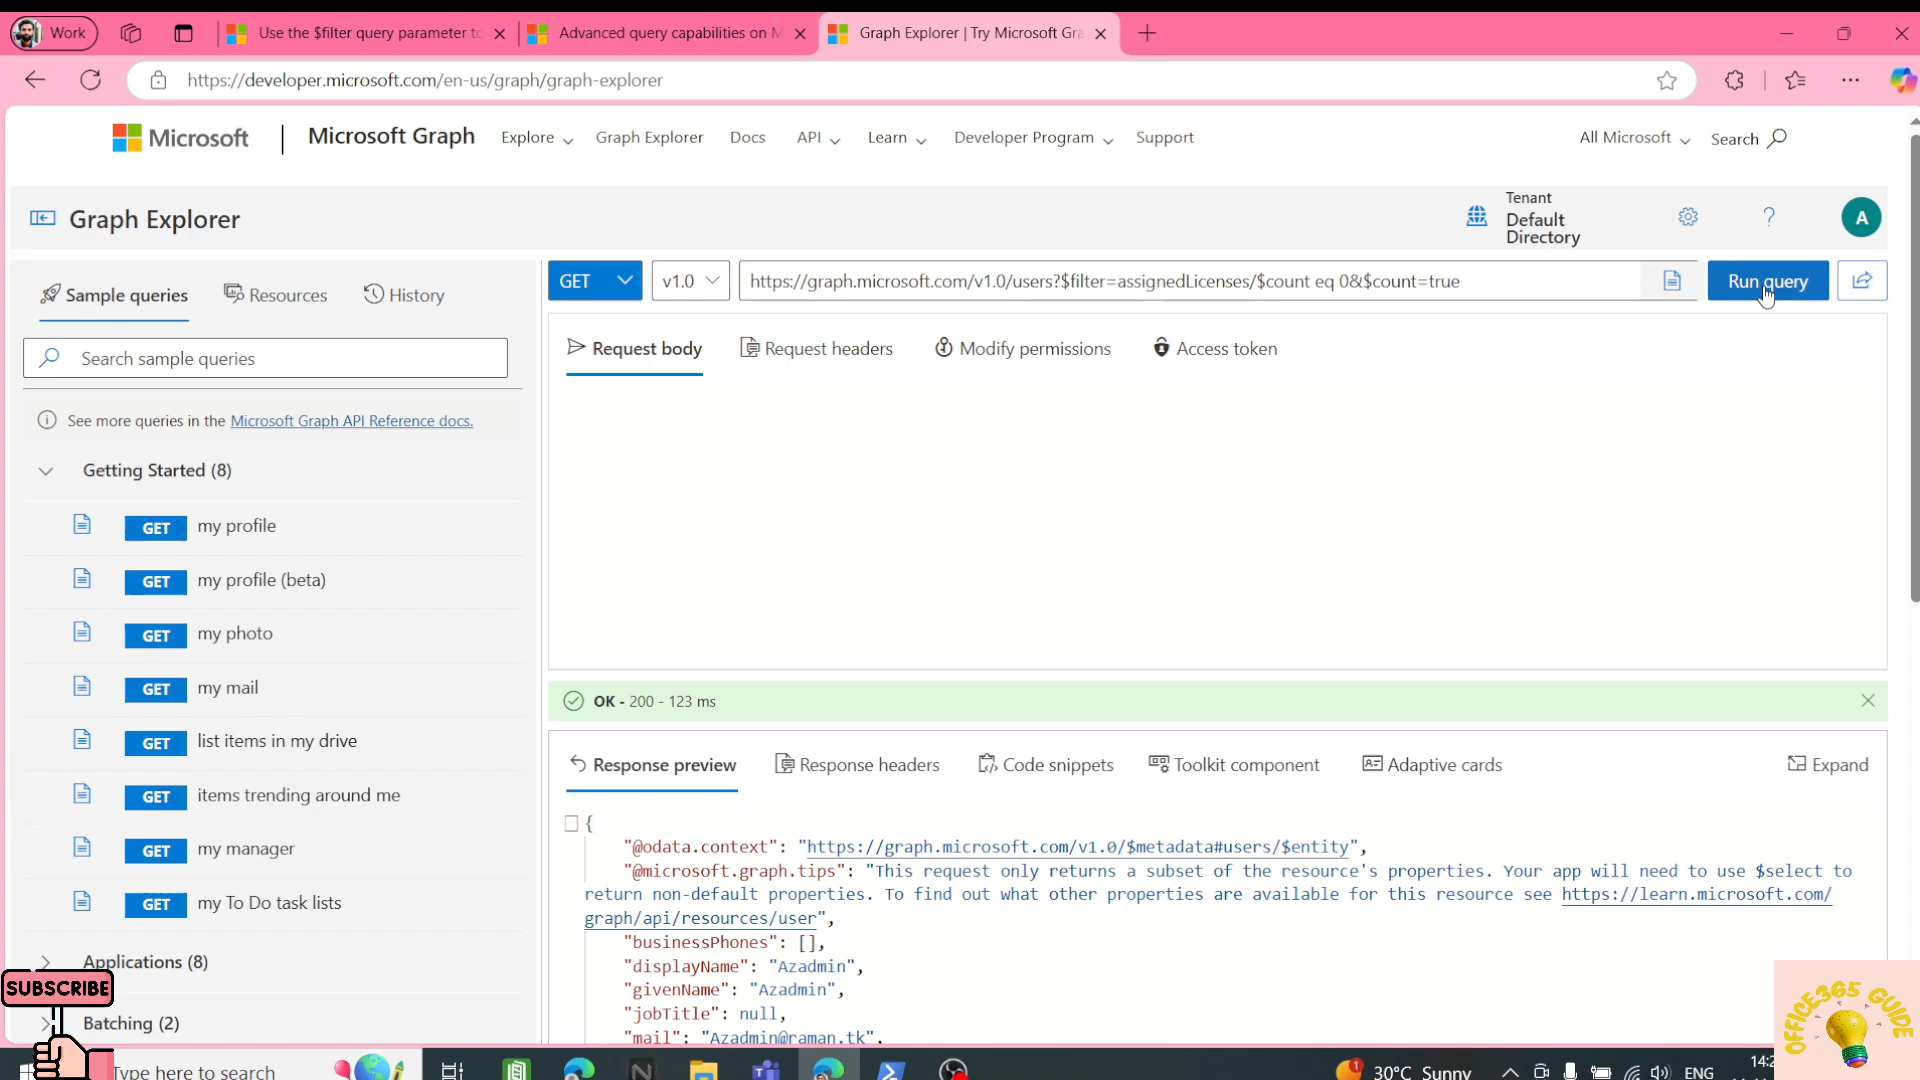 Work
Use the $filter query parameter to
Advanced query capabilities on M
Graph Explorer | Try Microsoft Gra
https://developer.microsoft.com/en-us/graph/graph-explorer
Microsoft
Microsoft Graph
Explore
Graph Explorer
Docs
API
Learn
Developer Program
Support
All Microsoft
Search
Graph Explorer
Tenant
Default
Directory
?
A
Sample queries
Resources
History
GET
v1.0
https://graph.microsoft.com/v1.0/users?$filter=assignedLicenses/$count eq 0&$count=true
Run query
Request body
Request headers
Modify permissions
Access token
Search sample queries
See more queries in the Microsoft Graph API Reference docs.
Getting Started (8)
GET my profile
GET my profile (beta)
GET my photo
GET my mail
GET list items in my drive
GET items trending around me
GET my manager
GET my To Do task lists
Applications (8)
Batching (2)
OK - 200 - 123 ms
Response preview
Response headers
Code snippets
Toolkit component
Adaptive cards
Expand
{
"@odata.context": "https://graph.microsoft.com/v1.0/$metadata#users/$entity",
"@microsoft.graph.tips": "This request only returns a subset of the resource's properties. Your app will need to use $select to
return non-default properties. To find out what other properties are available for this resource see https://learn.microsoft.com/
graph/api/resources/user",
"businessPhones": [],
"displayName": "Azadmin",
"givenName": "Azadmin",
"jobTitle": null,
"mail": "Azadmin@raman.tk",
SUBSCRIBE
OFFICE365 GUIDE
Type here to search
1
30°C Sunny
ENG
14:2